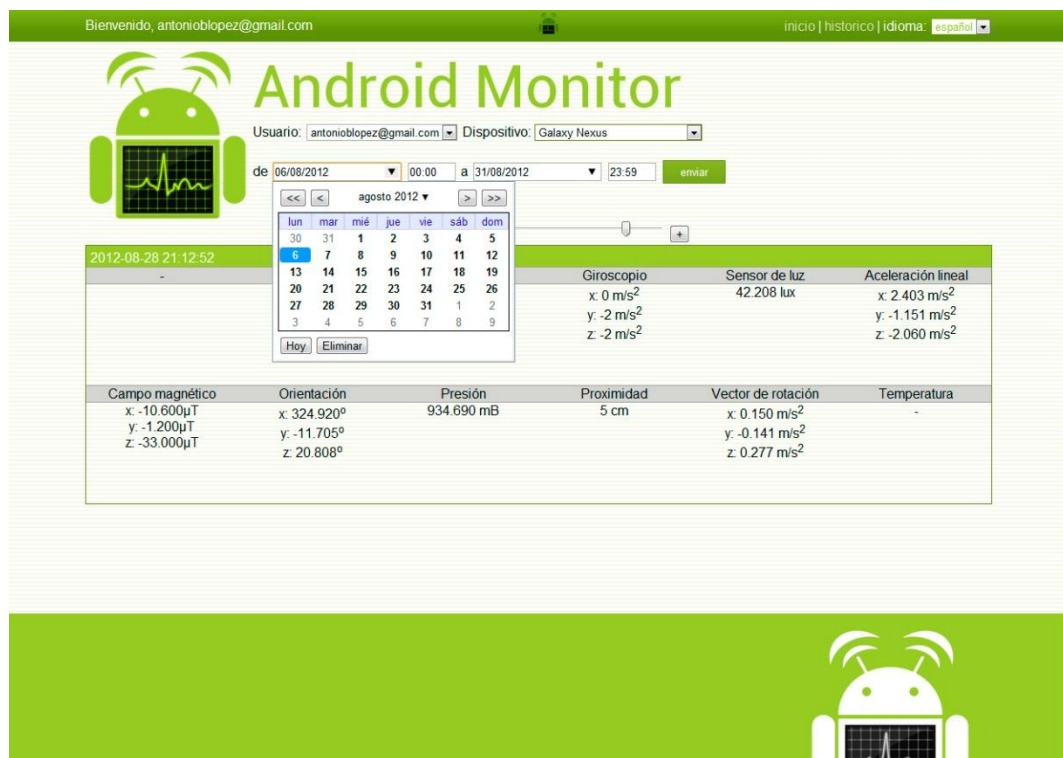 Bienvenido, antonioblopez@gmail.com inicio | historico | idioma: español
Android Monitor
Usuario: antonioblopez@gmail.com Dispositivo: Galaxy Nexus
de 06/08/2012 ▼ 00:00 a 31/08/2012 ▼ 23:59 enviar
<< < agosto 2012 ▼ > >>
lun mar mié jue vie sáb dom
30 31 1 2 3 4 5
6 7 8 9 10 11 12
13 14 15 16 17 18 19
20 21 22 23 24 25 26
27 28 29 30 31 1 2
3 4 5 6 7 8 9
Hoy Eliminar
+
2012-08-28 21:12:52
- Giroscopio Sensor de luz Aceleración lineal
x: 0 m/s² 42.208 lux x: 2.403 m/s²
y: -2 m/s² y: -1.151 m/s²
z: -2 m/s² z: -2.060 m/s²
Campo magnético Orientación Presión Proximidad Vector de rotación Temperatura
x: -10.600µT x: 324.920º 934.690 mB 5 cm x: 0.150 m/s² -
y: -1.200µT y: -11.705º y: -0.141 m/s²
z: -33.000µT z: 20.808º z: 0.277 m/s²